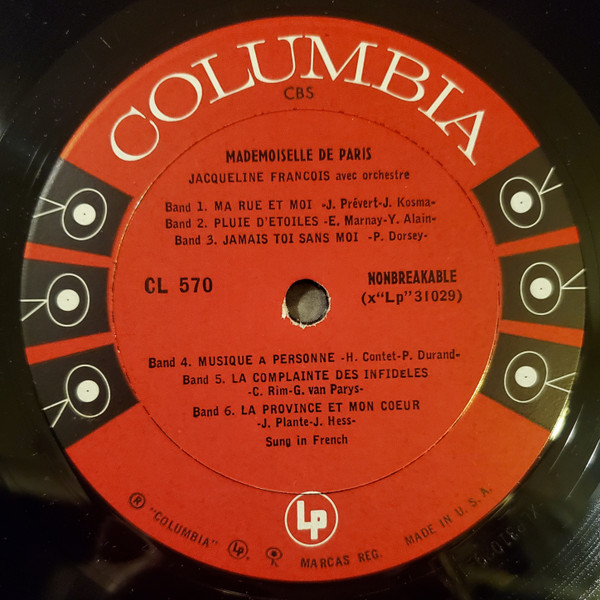 COLUMBIA
CBS
MADEMOISELLE DE PARIS
JACQUELINE FRANCOIS avec orchestre
Band 1. MA RUE ET MOI -J. Prévert-J. Kosma-
Band 2. PLUIE D'ETOILES -E. Marnay-Y. Alain-
Band 3. JAMAIS TOI SANS MOI -P. Dorsey-
CL 570
NONBREAKABLE
(x"Lp"31029)
Band 4. MUSIQUE A PERSONNE -H. Contet-P. Durand-
Band 5. LA COMPLAINTE DES INFIDELES
-C. Rim-G. van Parys-
Band 6. LA PROVINCE ET MON COEUR
-J. Plante-J. Hess-
Sung in French
Lp
® "COLUMBIA" Lp MARCAS REG. MADE IN U. S. A.